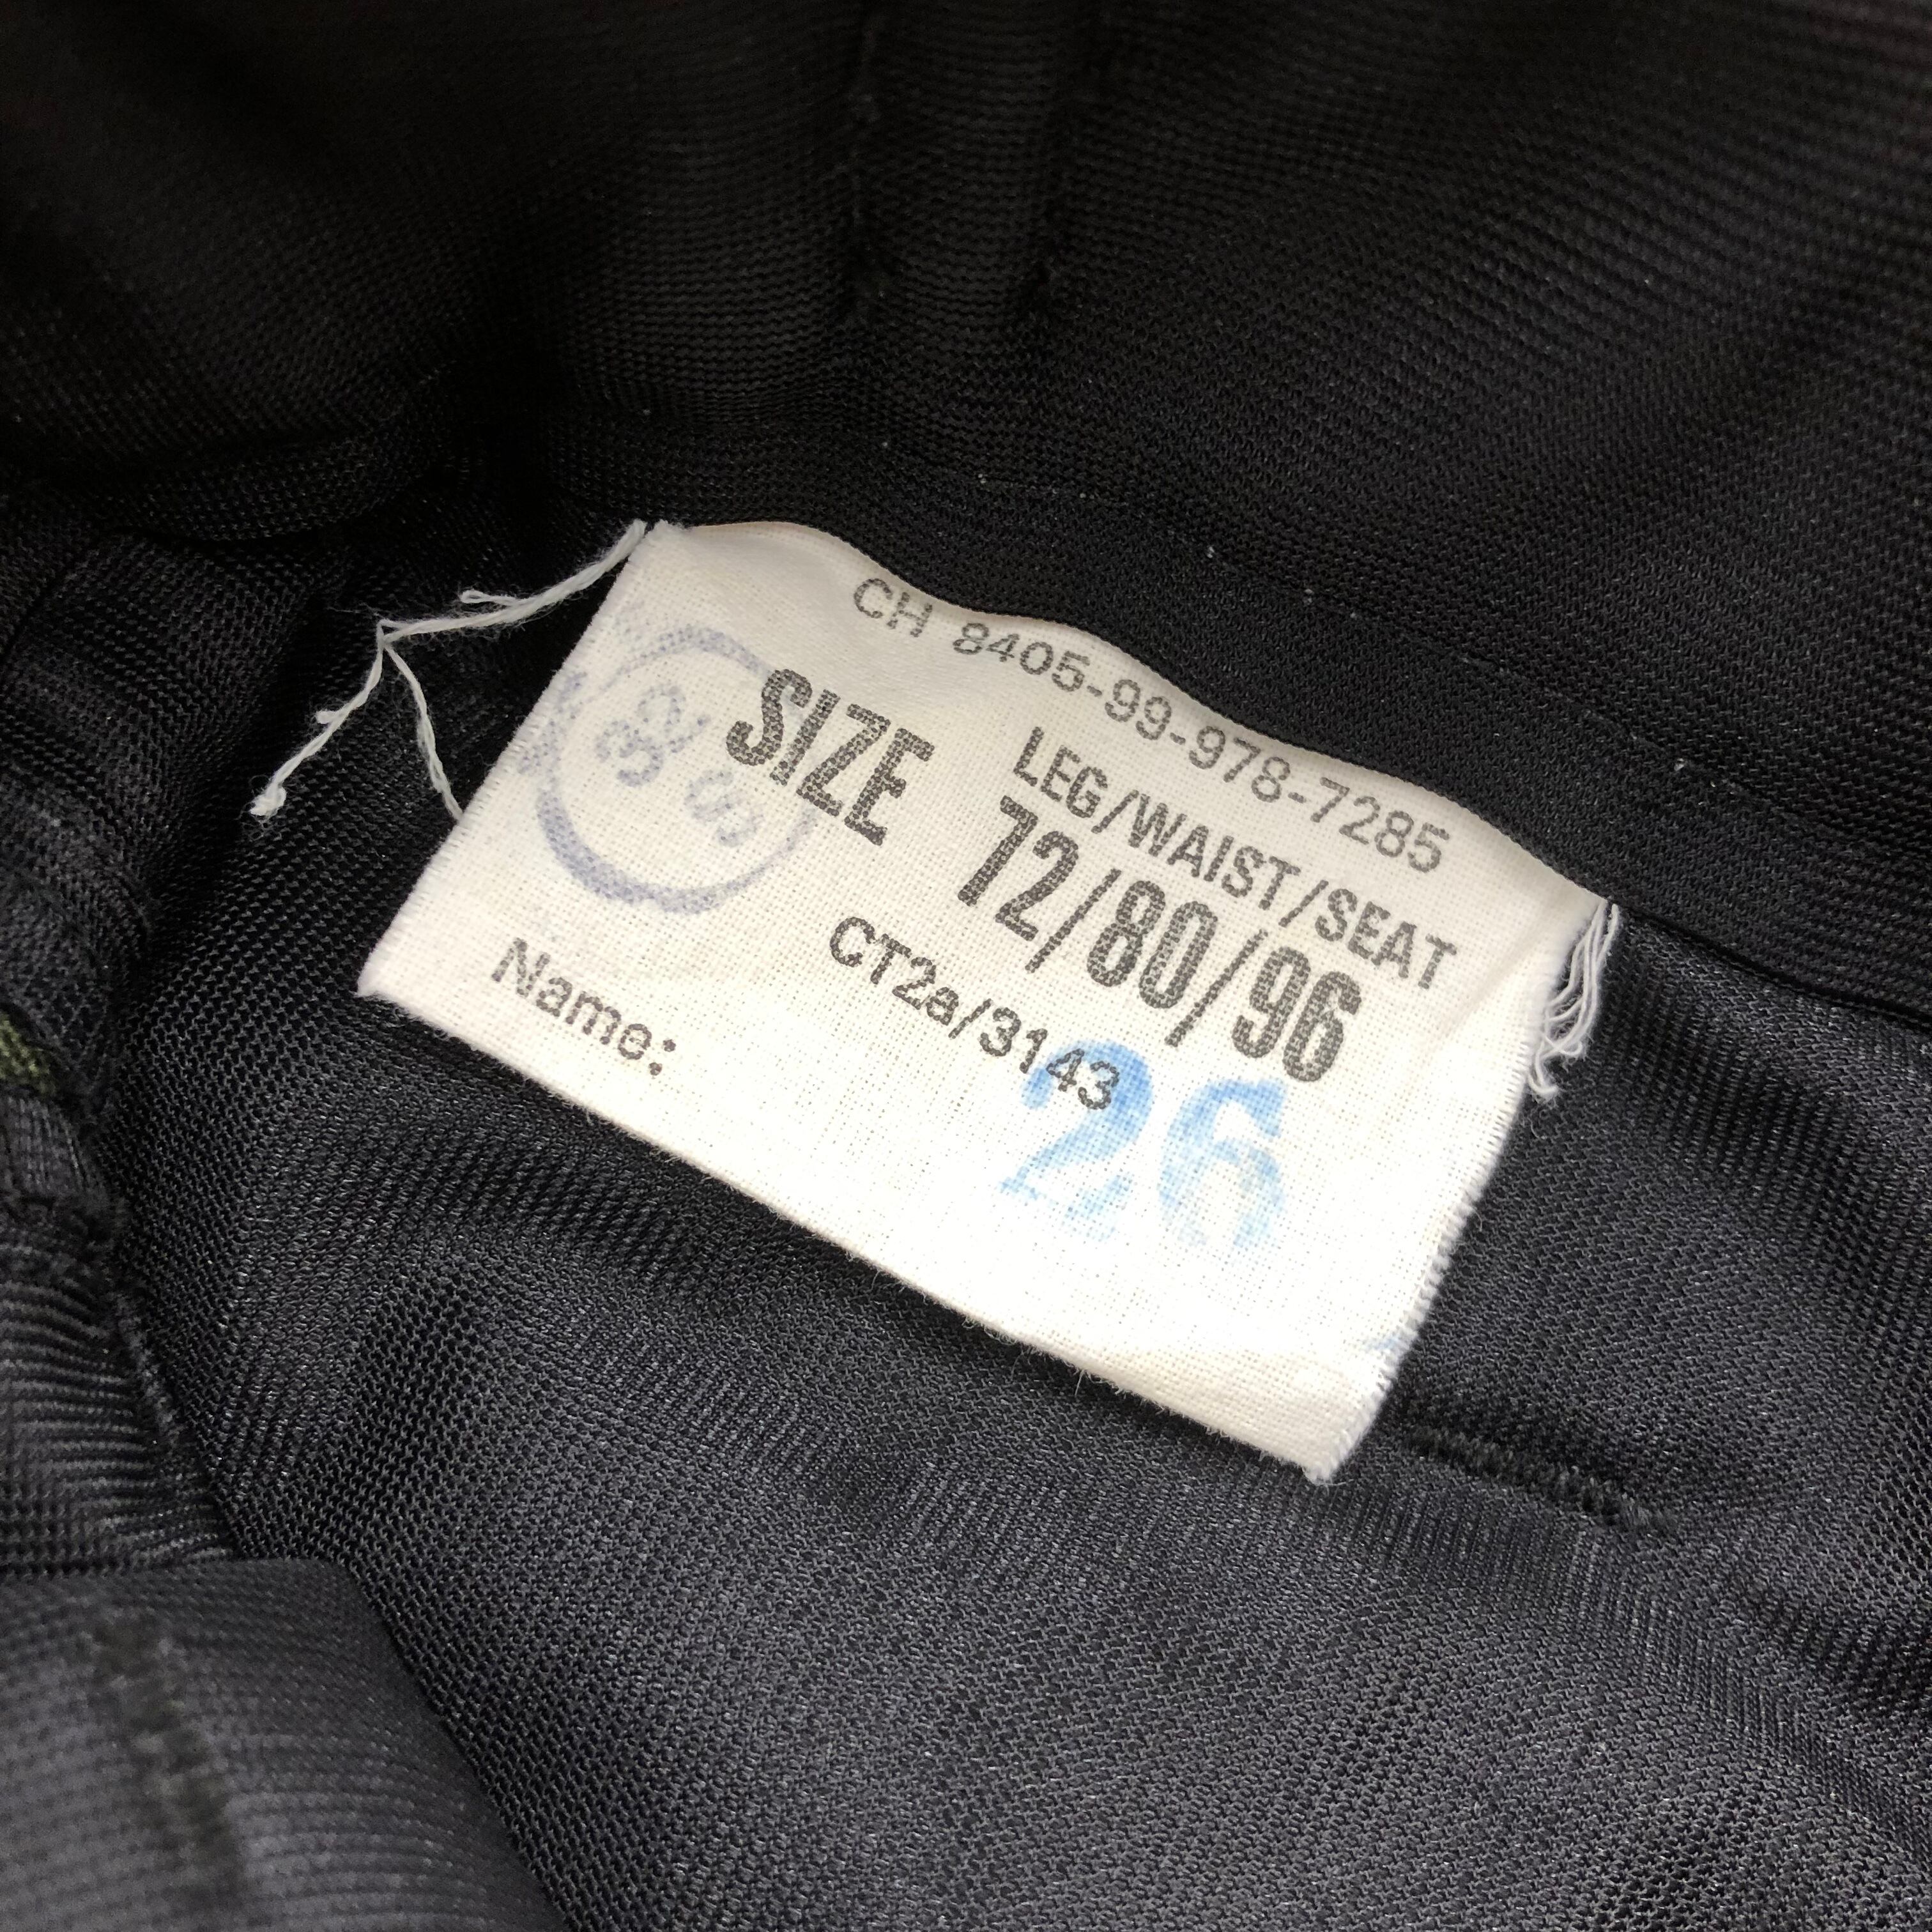 CH 8405-99-978-7285
LEG/WAIST/SEAT
SIZE 72/80/96
CT2a/3143
Name:
26